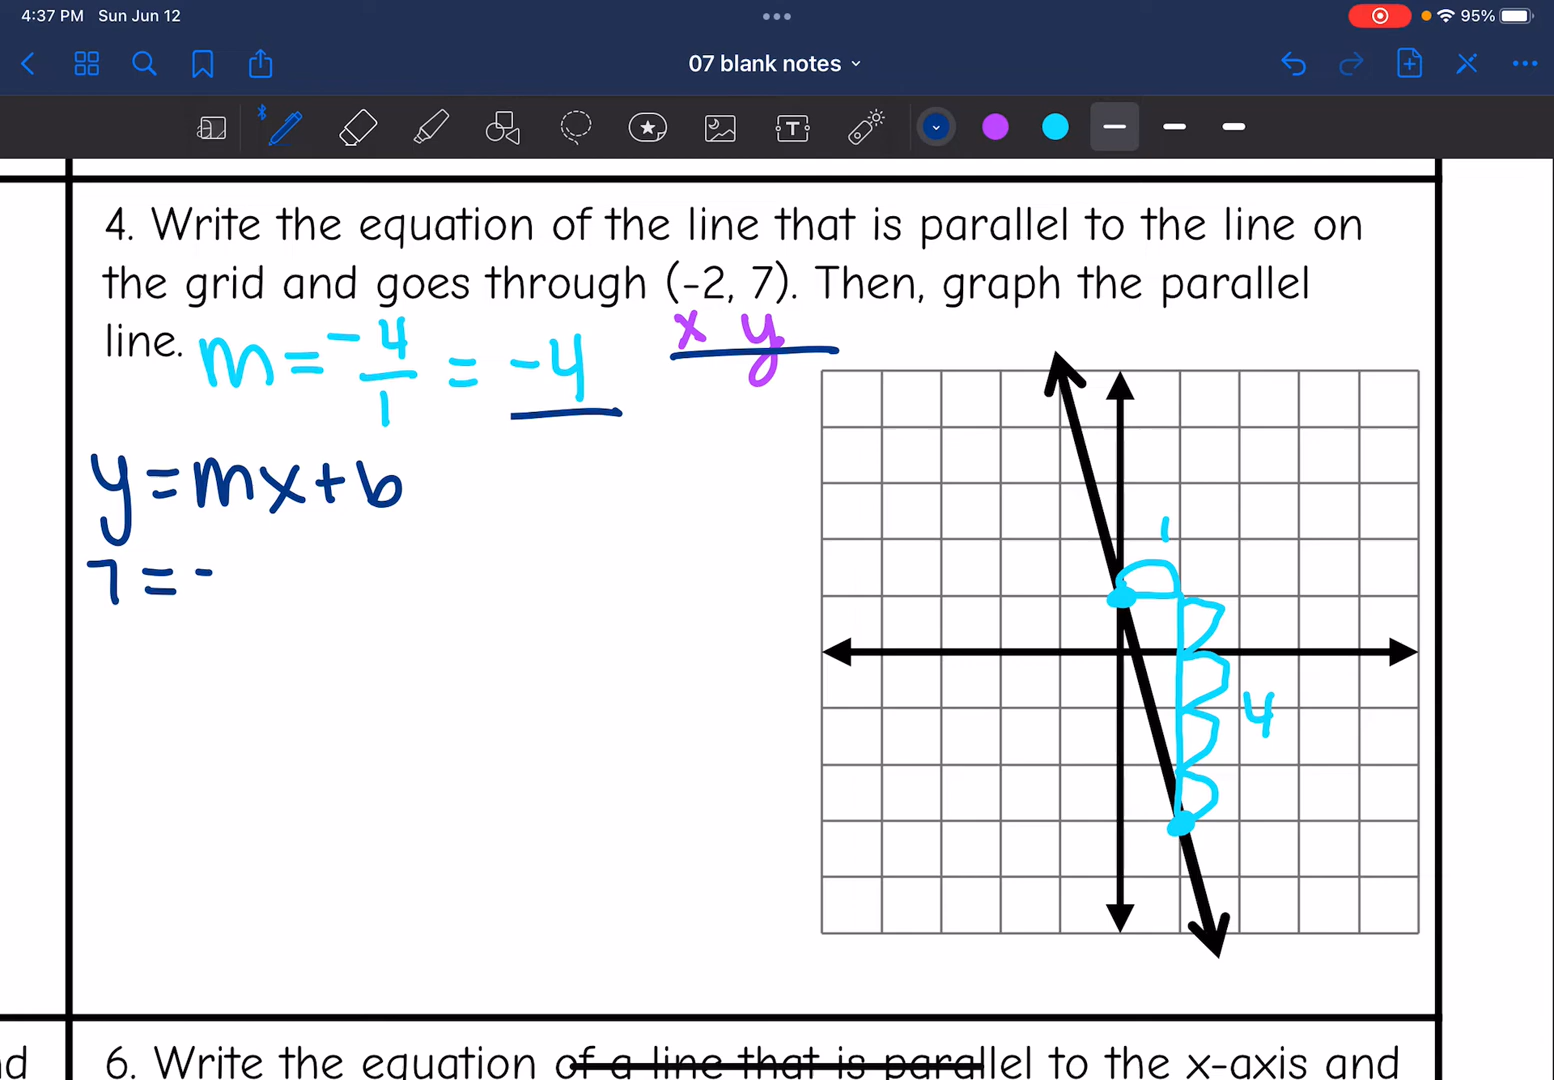 4:37 PM Sun Jun 12
95%
07 blank notes
T
4. Write the equation of the line that is parallel to the line on
the grid and goes through (-2, 7). Then, graph the parallel
line.
m = -4/1 = -4
x y
y = mx + b
7 = -
1
4
nd
6. Write the equation of a line that is parallel to the x-axis and